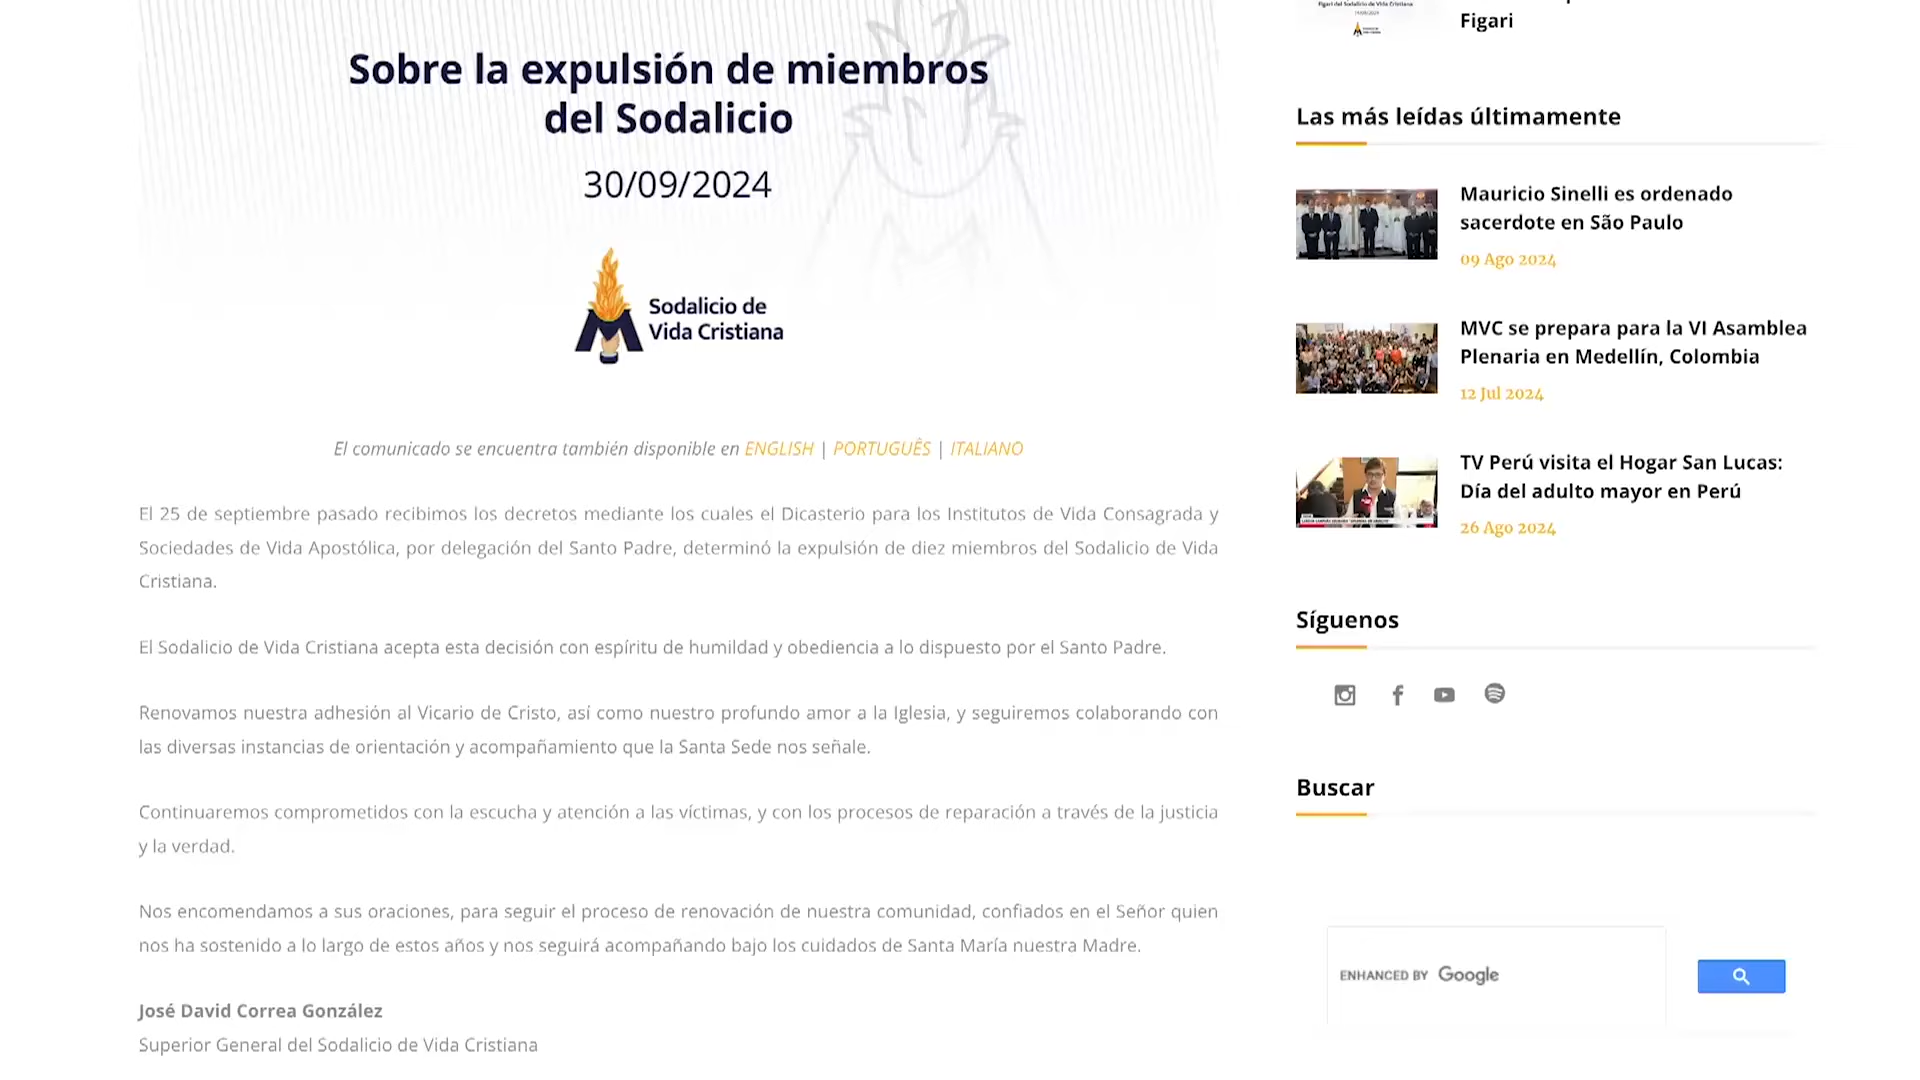 Sobre la expulsión de miembros
del Sodalicio
30/09/2024
Sodalicio de
Vida Cristiana
El comunicado se encuentra también disponible en ENGLISH | PORTUGUÊS | ITALIANO
El 25 de septiembre pasado recibimos los decretos mediante los cuales el Dicasterio para los Institutos de Vida Consagrada y
Sociedades de Vida Apostólica, por delegación del Santo Padre, determinó la expulsión de diez miembros del Sodalicio de Vida
Cristiana.
El Sodalicio de Vida Cristiana acepta esta decisión con espíritu de humildad y obediencia a lo dispuesto por el Santo Padre.
Renovamos nuestra adhesión al Vicario de Cristo, así como nuestro profundo amor a la Iglesia, y seguiremos colaborando con
las diversas instancias de orientación y acompañamiento que la Santa Sede nos señale.
Continuaremos comprometidos con la escucha y atención a las víctimas, y con los procesos de reparación a través de la justicia
y la verdad.
Nos encomendamos a sus oraciones, para seguir el proceso de renovación de nuestra comunidad, confiados en el Señor quien
nos ha sostenido a lo largo de estos años y nos seguirá acompañando bajo los cuidados de Santa María nuestra Madre.
José David Correa González
Superior General del Sodalicio de Vida Cristiana
Figari del Sodalicio de Vida Cristiana
Figari
Las más leídas últimamente
Mauricio Sinelli es ordenado
sacerdote en São Paulo
09 Ago 2024
MVC se prepara para la VI Asamblea
Plenaria en Medellín, Colombia
12 Jul 2024
TV Perú visita el Hogar San Lucas:
Día del adulto mayor en Perú
26 Ago 2024
Síguenos
Buscar
ENHANCED BY Google